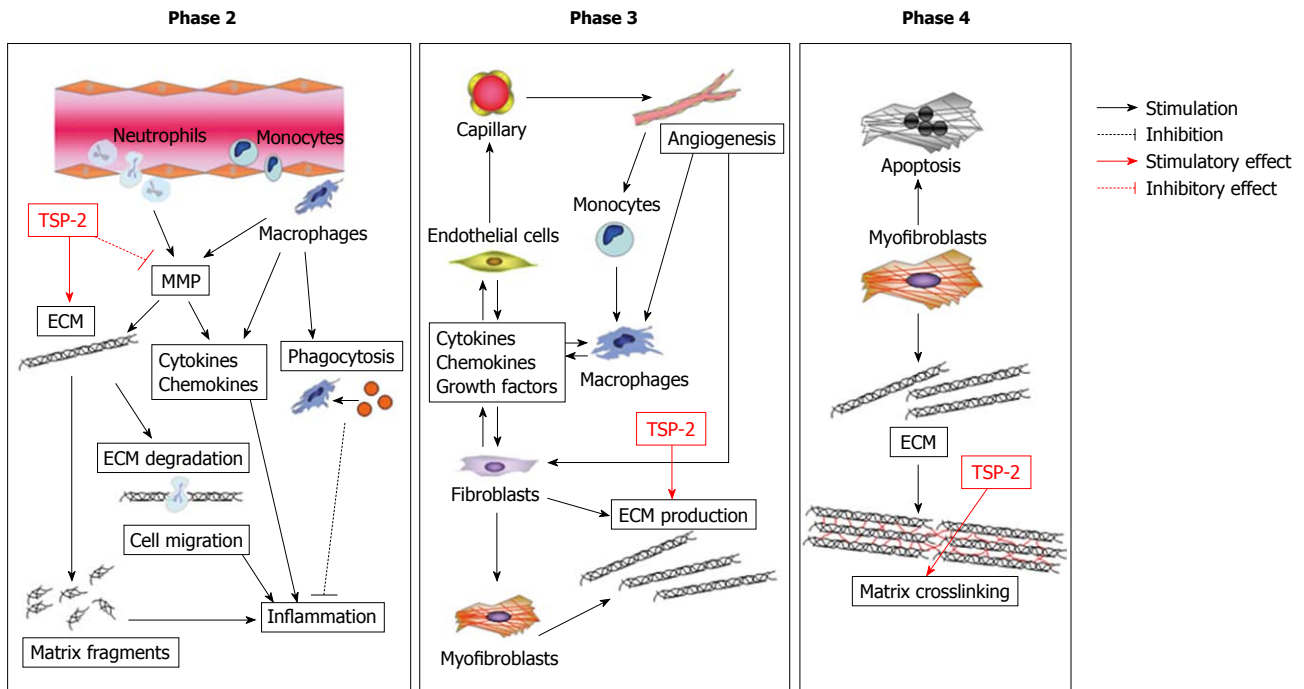 Phase 2
Neutrophils
Monocytes
TSP-2
Macrophages
MMP
ECM
Cytokines
Chemokines
Phagocytosis
ECM degradation
Cell migration
Inflammation
Matrix fragments
Phase 3
Capillary
Angiogenesis
Monocytes
Endothelial cells
Cytokines
Chemokines
Growth factors
Macrophages
TSP-2
Fibroblasts
ECM production
Myofibroblasts
Phase 4
Apoptosis
Myofibroblasts
ECM
TSP-2
Matrix crosslinking
Stimulation
Inhibition
Stimulatory effect
Inhibitory effect